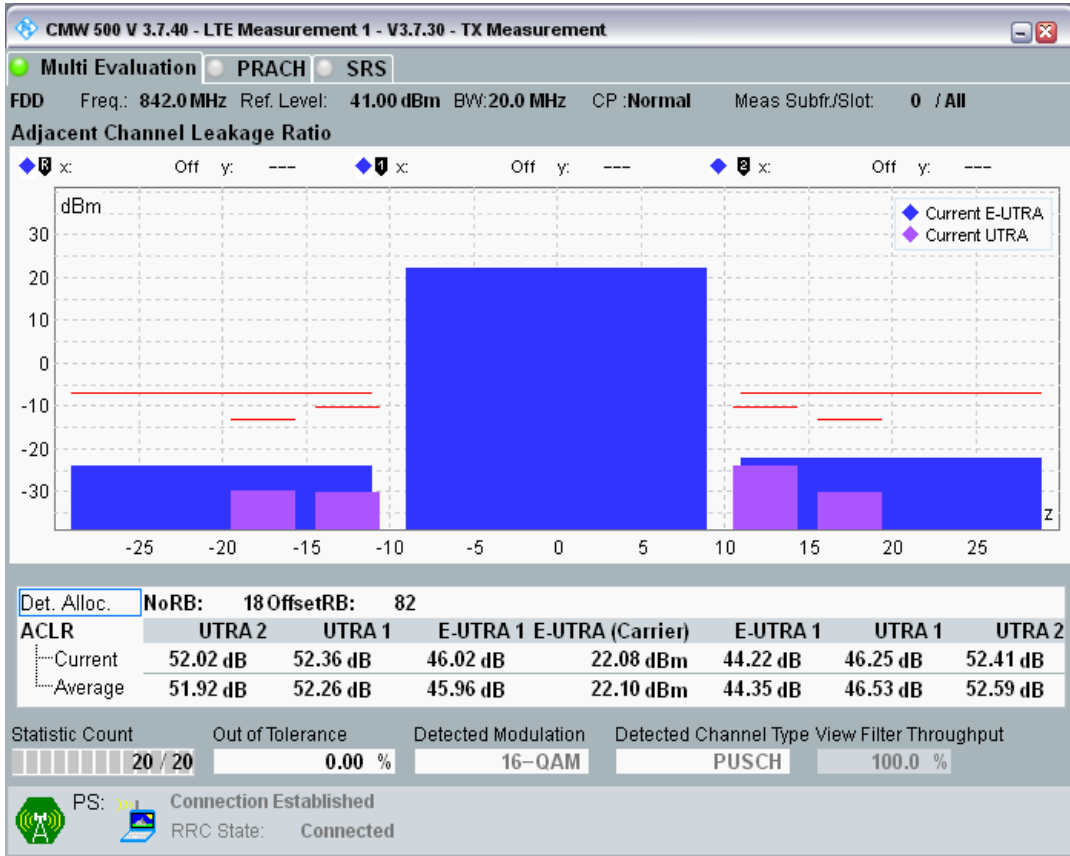 CMW 500 V 3.7.40 - LTE Measurement 1 - V3.7.30 - TX Measurement
Multi Evaluation PRACH SRS
FDD Freq.: 842.0 MHz Ref. Level: 41.00 dBm BW: 20.0 MHz CP :Normal Meas Subfr./Slot: 0 / All
Adjacent Channel Leakage Ratio
R x: Off y: --- 1 x: Off y: --- 2 x: Off y: ---
dBm
Current E-UTRA
Current UTRA
30
20
10
0
-10
-20
-30
z
-25 -20 -15 -10 -5 0 5 10 15 20 25
Det. Alloc. NoRB: 18 OffsetRB: 82
ACLR UTRA 2 UTRA 1 E-UTRA 1 E-UTRA (Carrier) E-UTRA 1 UTRA 1 UTRA 2
Current 52.02 dB 52.36 dB 46.02 dB 22.08 dBm 44.22 dB 46.25 dB 52.41 dB
Average 51.92 dB 52.26 dB 45.96 dB 22.10 dBm 44.35 dB 46.53 dB 52.59 dB
Statistic Count Out of Tolerance Detected Modulation Detected Channel Type View Filter Throughput
20 / 20 0.00 % 16-QAM PUSCH 100.0 %
PS: Connection Established
RRC State: Connected